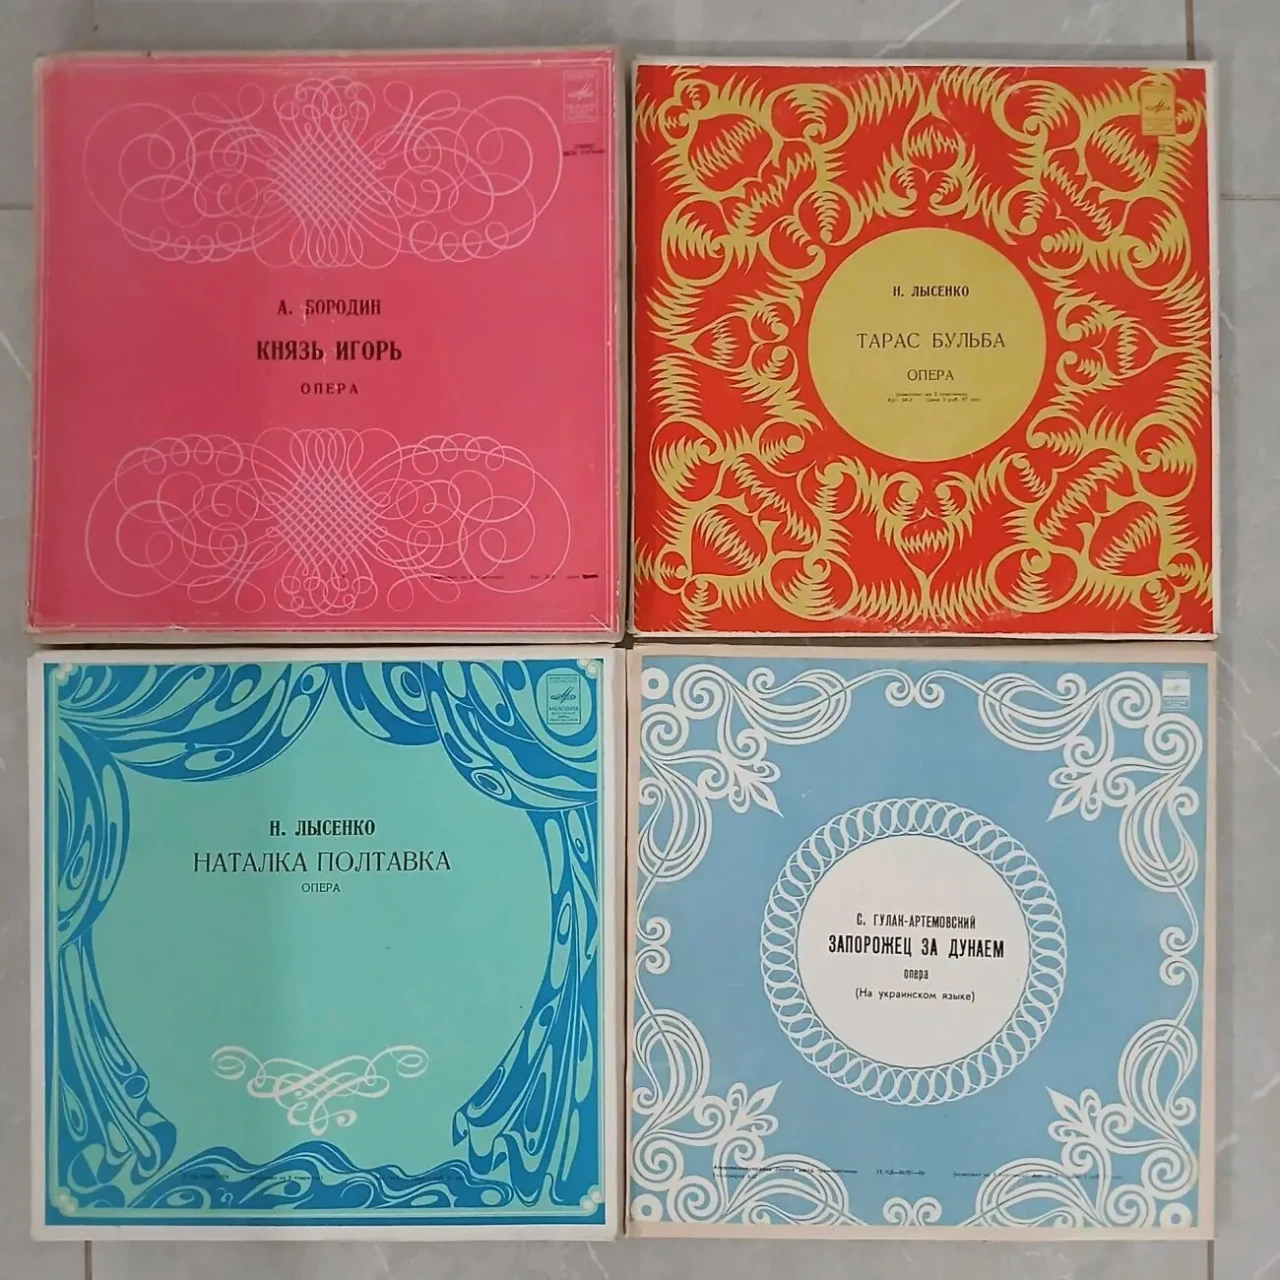 А. БОРОДИН
КНЯЗЬ ИГОРЬ
ОПЕРА
Н. ЛЫСЕНКО
ТАРАС БУЛЬБА
ОПЕРА
Н. ЛЫСЕНКО
НАТАЛКА ПОЛТАВКА
ОПЕРА
МЕЛОДИЯ
С. ГУЛАК-АРТЕМОВСКИЙ
ЗАПОРОЖЕЦ ЗА ДУНАЕМ
опера
(На украинском языке)